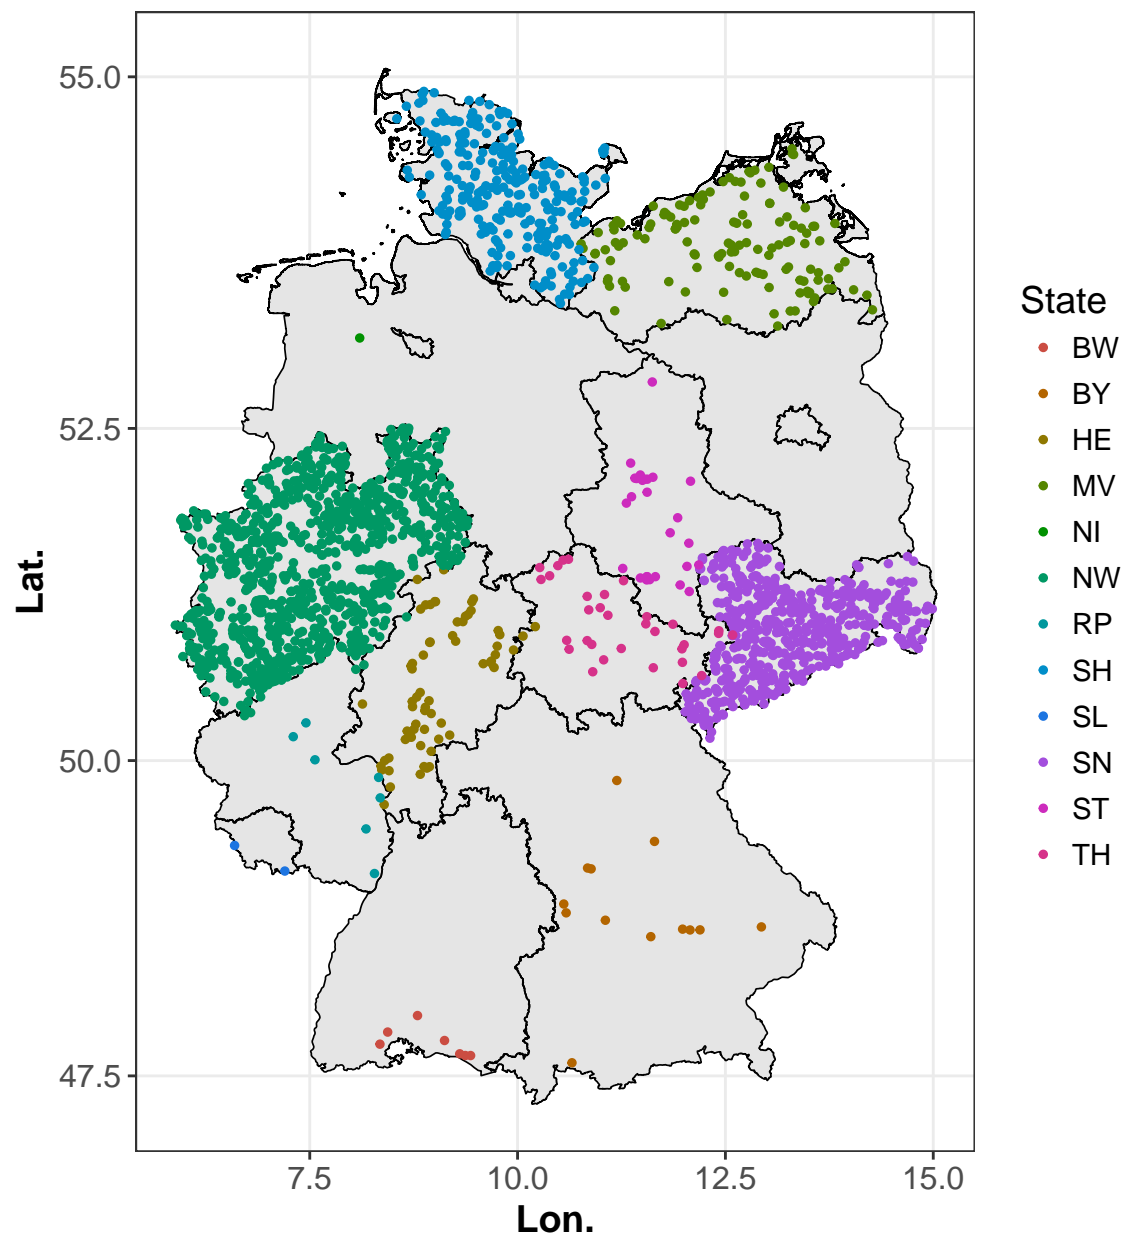 55.0
52.5
50.0
47.5
7.5 10.0 12.5 15.0
Lat.
Lon.
State
BW
BY
HE
MV
NI
NW
RP
SH
SL
SN
ST
TH